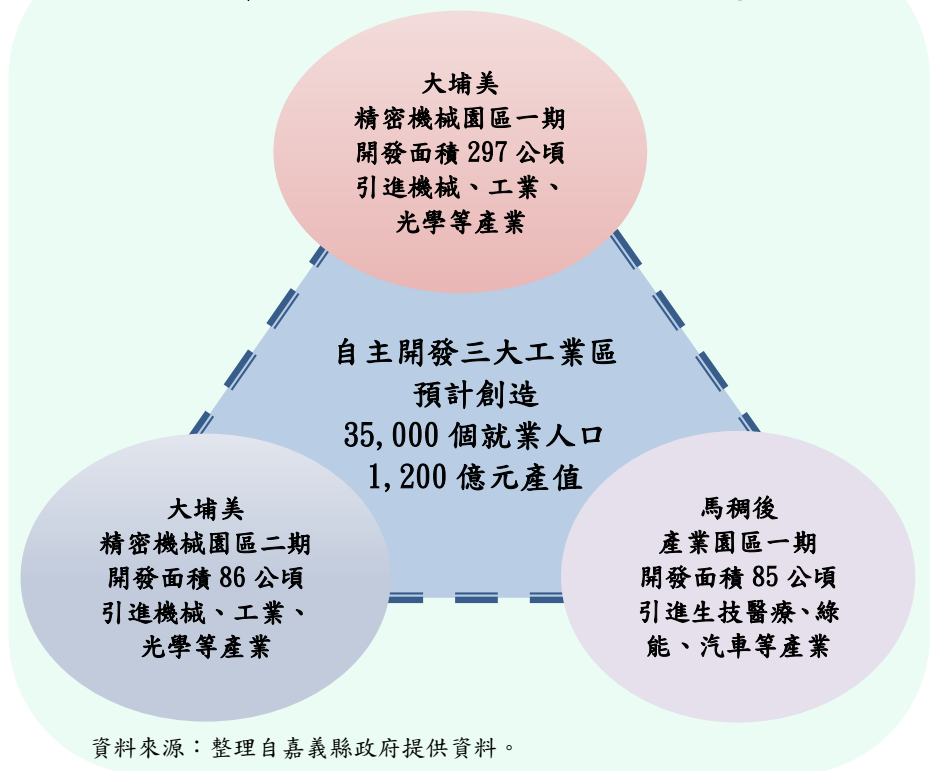 大埔美
精密機械園區一期
開發面積 297 公頃
引進機械、工業、
光學等產業
自主開發三大工業區
預計創造
35,000 個就業人口
1,200 億元產值
大埔美
精密機械園區二期
開發面積 86 公頃
引進機械、工業、
光學等產業
馬稠後
產業園區一期
開發面積 85 公頃
引進生技醫療、綠
能、汽車等產業
資料來源：整理自嘉義縣政府提供資料。